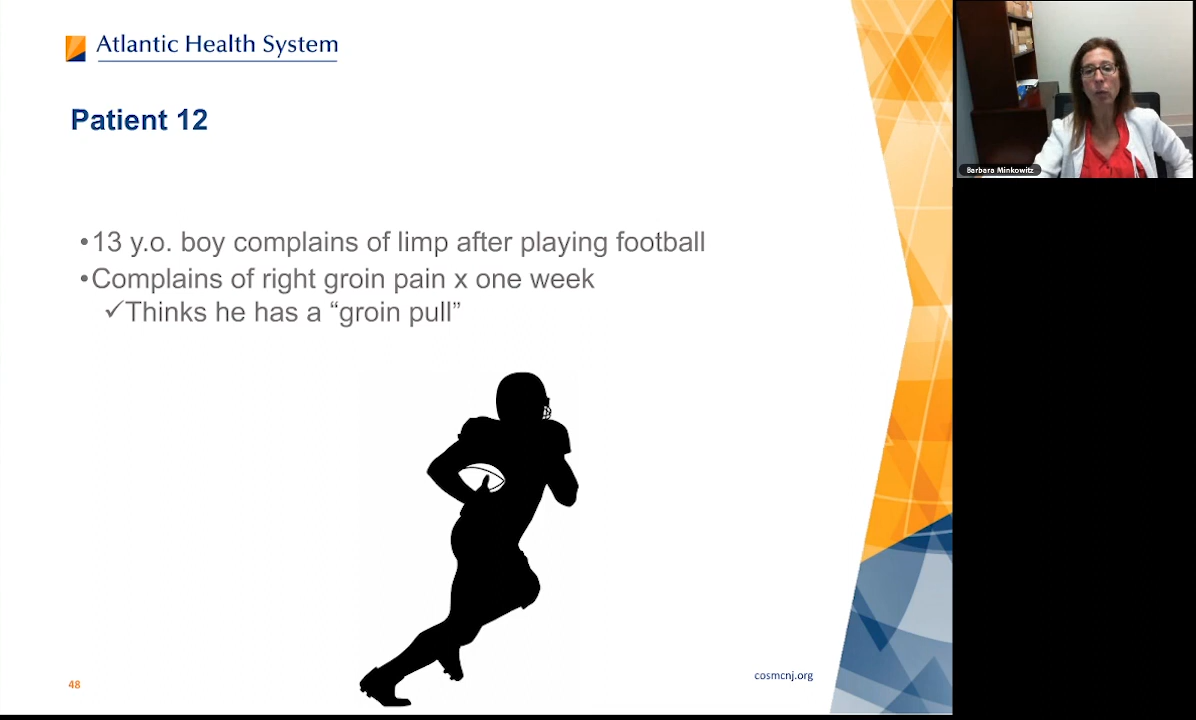 Atlantic Health System
Patient 12
•13 y.o. boy complains of limp after playing football
•Complains of right groin pain x one week
✓Thinks he has a “groin pull”
48
cosmcnj.org
Barbara Minkowitz